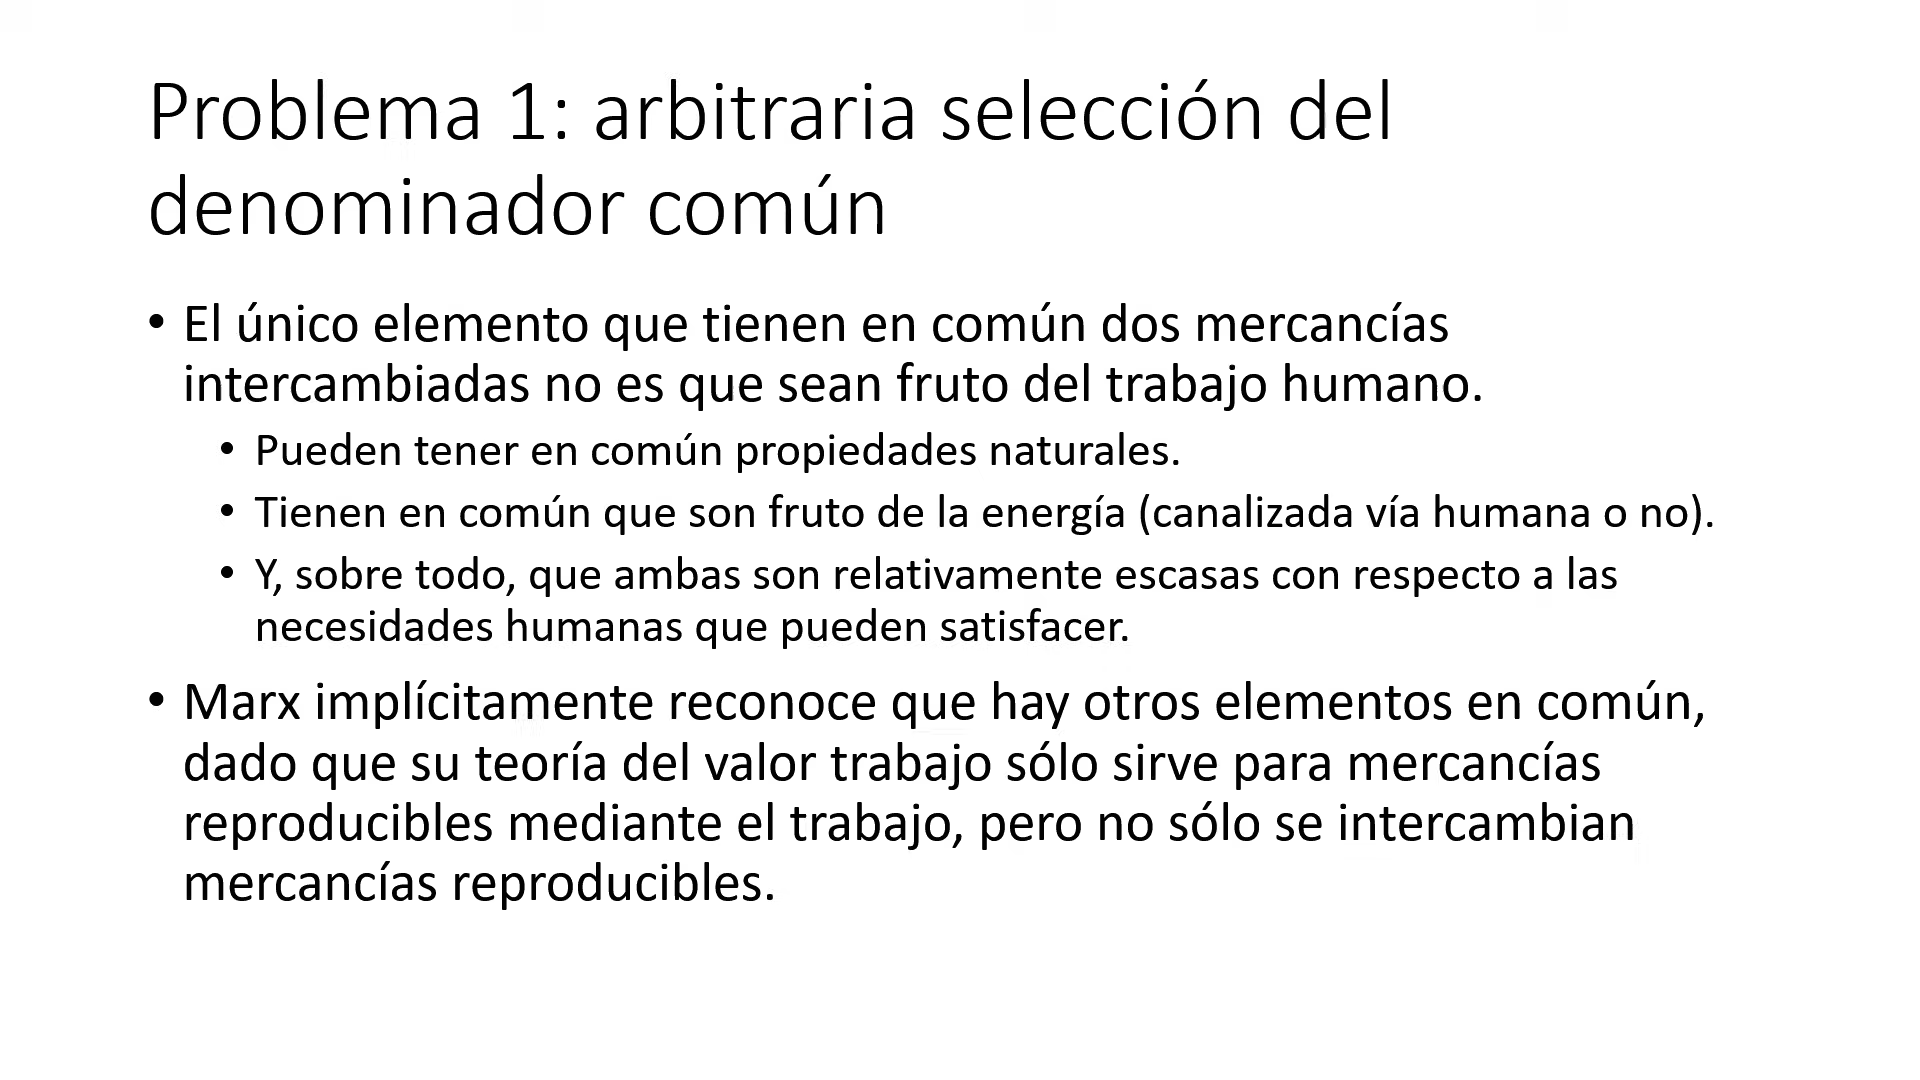 Problema 1: arbitraria selección del
denominador común
• El único elemento que tienen en común dos mercancías
intercambiadas no es que sean fruto del trabajo humano.
• Pueden tener en común propiedades naturales.
• Tienen en común que son fruto de la energía (canalizada vía humana o no).
• Y, sobre todo, que ambas son relativamente escasas con respecto a las
necesidades humanas que pueden satisfacer.
• Marx implícitamente reconoce que hay otros elementos en común,
dado que su teoría del valor trabajo sólo sirve para mercancías
reproducibles mediante el trabajo, pero no sólo se intercambian
mercancías reproducibles.